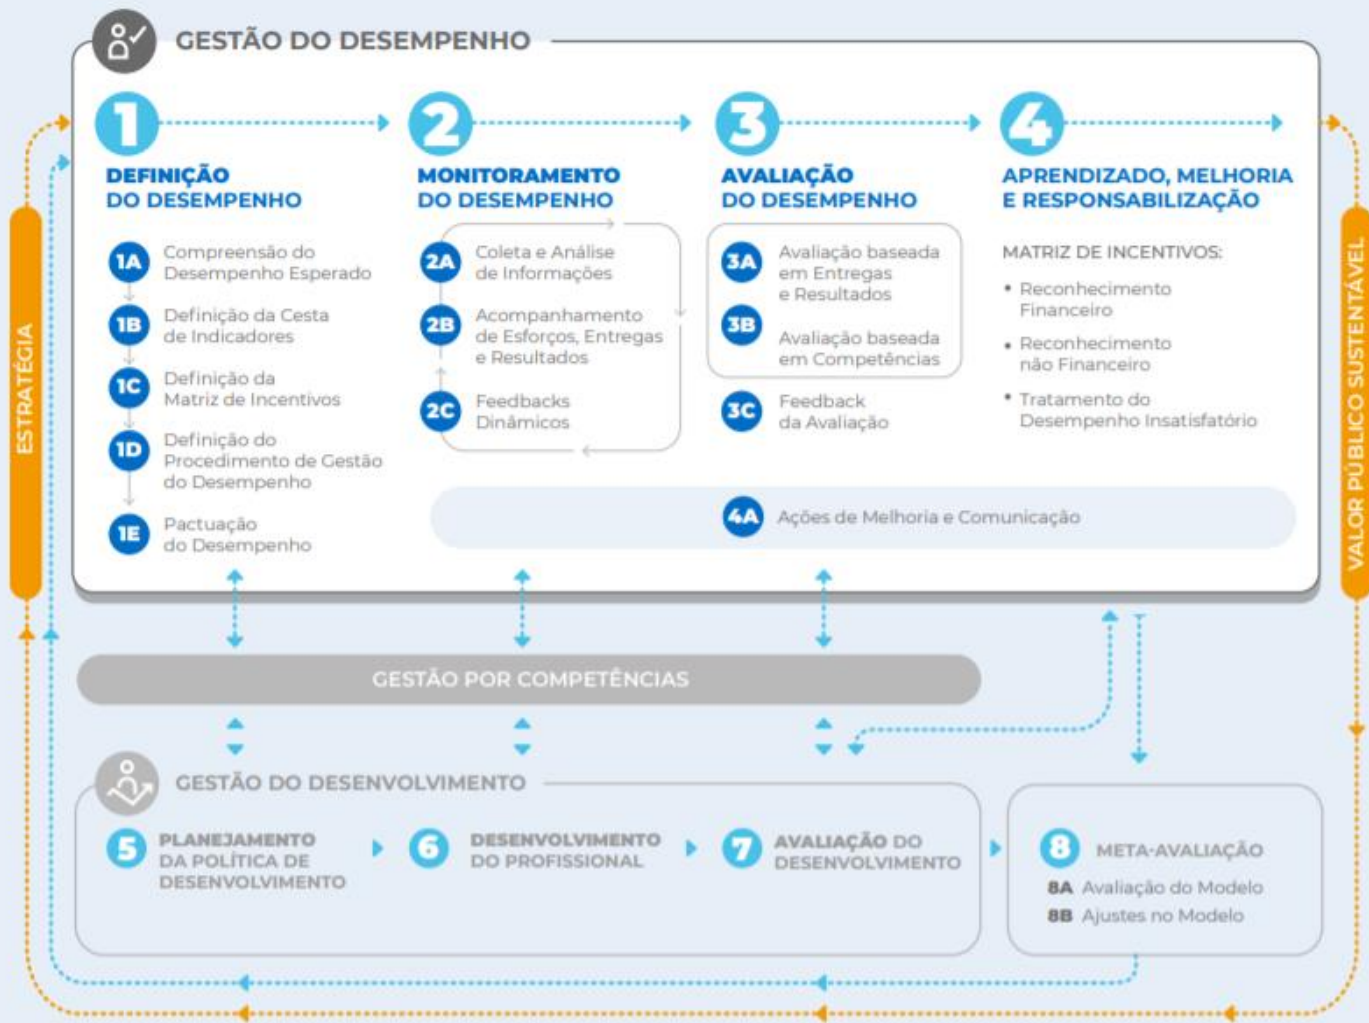 GESTÃO DO DESEMPENHO
1
DEFINIÇÃO
DO DESEMPENHO
1A
Compreensão do
Desempenho Esperado
1B
Definição da Cesta
de Indicadores
1C
Definição da
Matriz de Incentivos
1D
Definição do
Procedimento de Gestão
do Desempenho
1E
Pactuação
do Desempenho
2
MONITORAMENTO
DO DESEMPENHO
2A
Coleta e Análise
de Informações
2B
Acompanhamento
de Esforços, Entregas
e Resultados
2C
Feedbacks
Dinâmicos
3
AVALIAÇÃO
DO DESEMPENHO
3A
Avaliação baseada
em Entregas
e Resultados
3B
Avaliação baseada
em Competências
3C
Feedback
da Avaliação
4
APRENDIZADO, MELHORIA
E RESPONSABILIZAÇÃO
MATRIZ DE INCENTIVOS:
• Reconhecimento
Financeiro
• Reconhecimento
não Financeiro
• Tratamento do
Desempenho Insatisfatório
4A Ações de Melhoria e Comunicação
ESTRATÉGIA
VALOR PÚBLICO SUSTENTÁVEL
GESTÃO POR COMPETÊNCIAS
GESTÃO DO DESENVOLVIMENTO
5
PLANEJAMENTO
DA POLÍTICA DE
DESENVOLVIMENTO
6
DESENVOLVIMENTO
DO PROFISSIONAL
7
AVALIAÇÃO DO
DESENVOLVIMENTO
8
META-AVALIAÇÃO
8A Avaliação do Modelo
8B Ajustes no Modelo